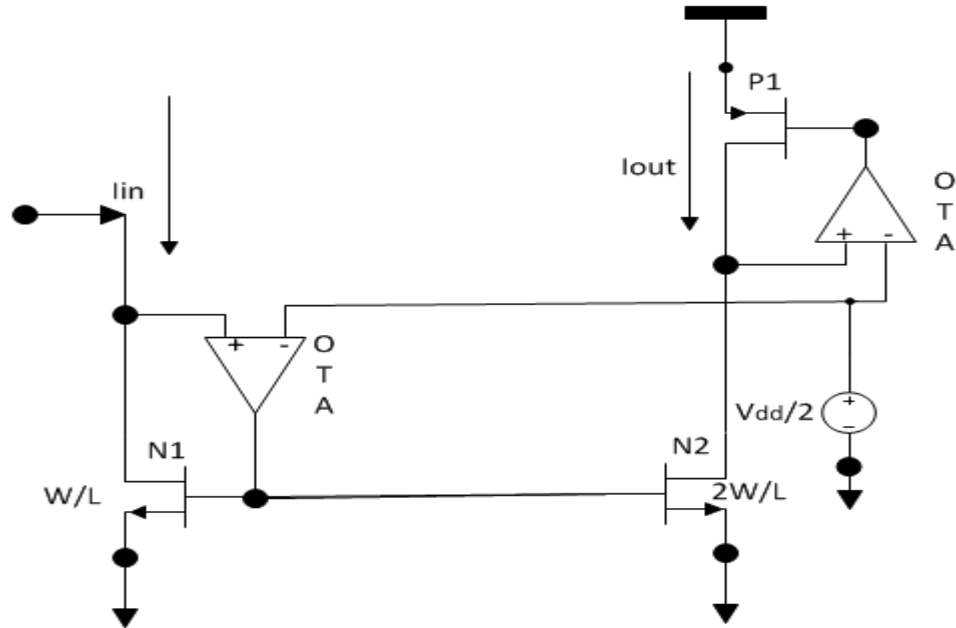 P1
Iout
Iin
O
T
A
+ -
+ -
O
T
A
Vdd/2
+
-
N1
N2
W/L
2W/L